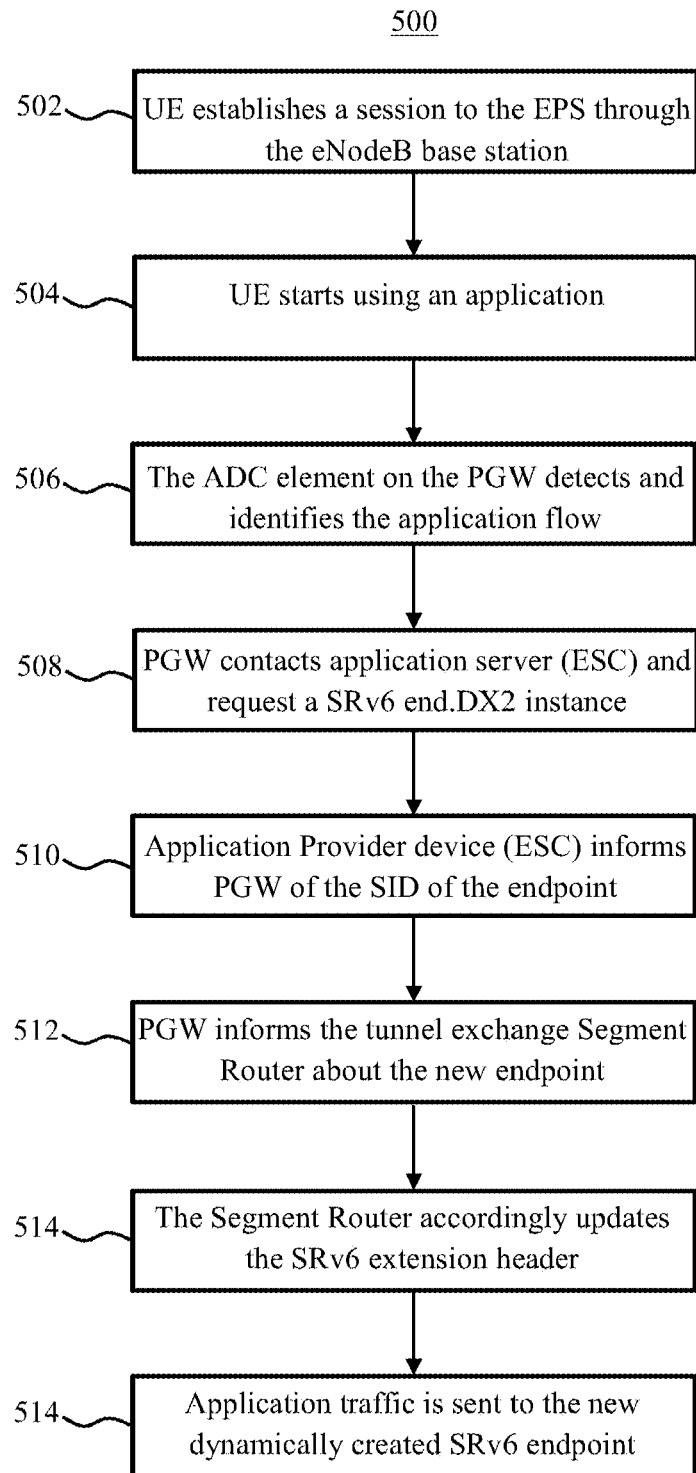 500
502
UE establishes a session to the EPS through
the eNodeB base station
504
UE starts using an application
506
The ADC element on the PGW detects and
identifies the application flow
508
PGW contacts application server (ESC) and
request a SRv6 end.DX2 instance
510
Application Provider device (ESC) informs
PGW of the SID of the endpoint
512
PGW informs the tunnel exchange Segment
Router about the new endpoint
514
The Segment Router accordingly updates
the SRv6 extension header
514
Application traffic is sent to the new
dynamically created SRv6 endpoint